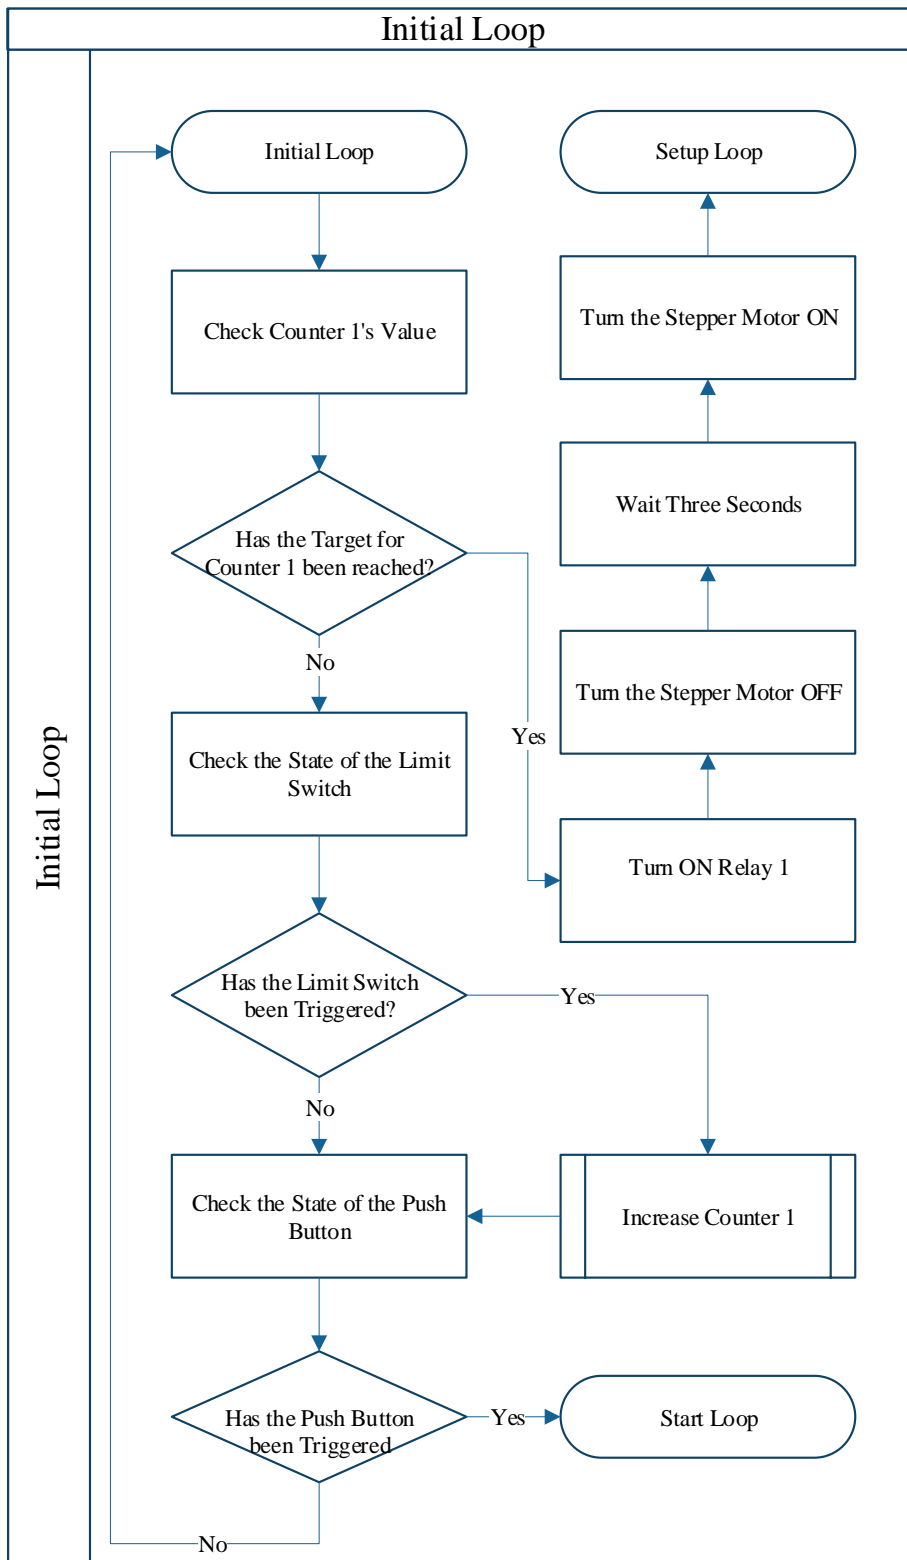 Initial Loop
Initial Loop
Initial Loop
Check Counter 1's Value
Has the Target for
Counter 1 been reached?
No
Check the State of the Limit
Switch
Has the Limit Switch
been Triggered?
No
Check the State of the Push
Button
Has the Push Button
been Triggered
No
Yes
Start Loop
Yes
Increase Counter 1
Yes
Turn ON Relay 1
Turn the Stepper Motor OFF
Wait Three Seconds
Turn the Stepper Motor ON
Setup Loop